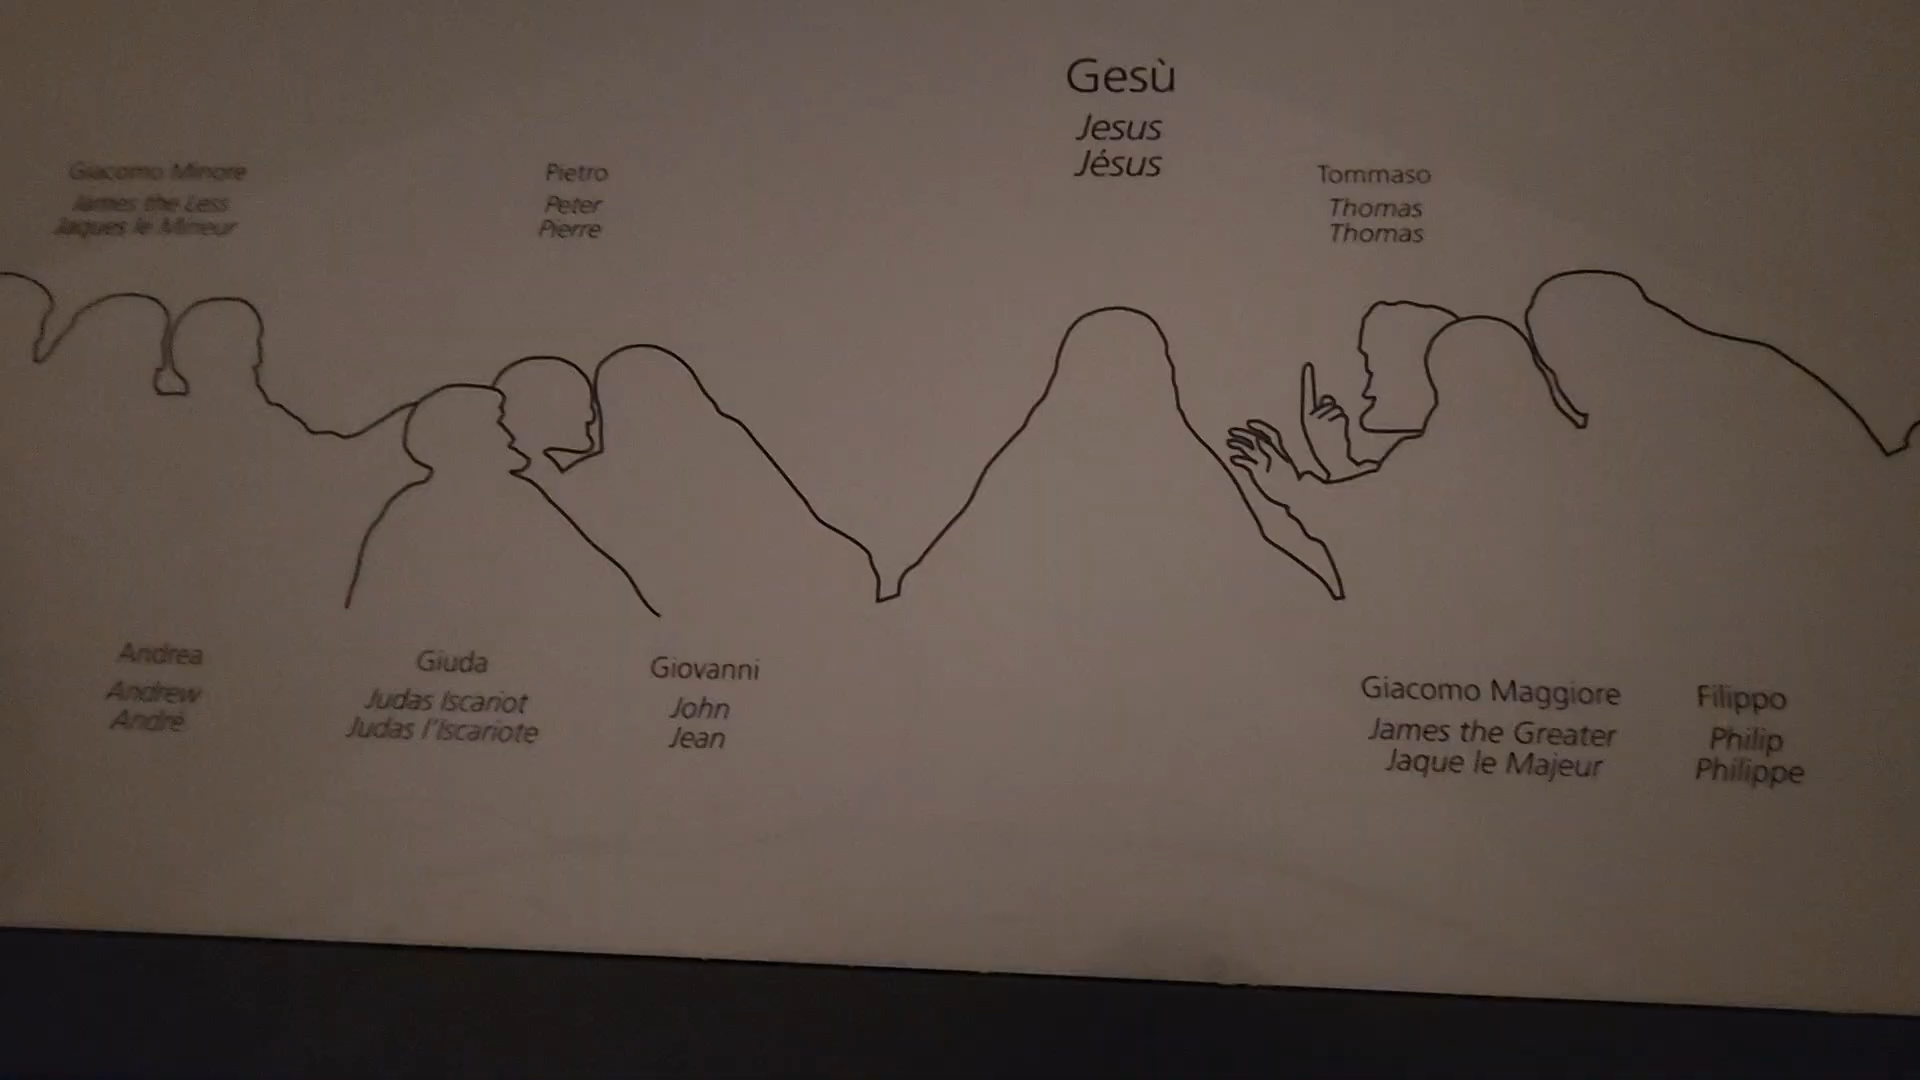 Gesù
Jesus
Jésus
Giacomo Minore
James the Less
Jaques le Mineur
Pietro
Peter
Pierre
Tommaso
Thomas
Thomas
Andrea
Andrew
André
Giuda
Judas Iscariot
Judas l'Iscariote
Giovanni
John
Jean
Giacomo Maggiore
James the Greater
Jaque le Majeur
Filippo
Philip
Philippe